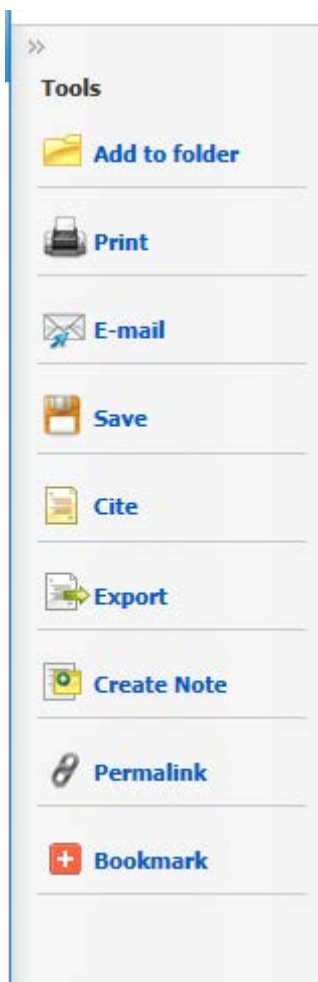 »
Tools
Add to folder
Print
E-mail
Save
Cite
Export
Create Note
Permalink
Bookmark